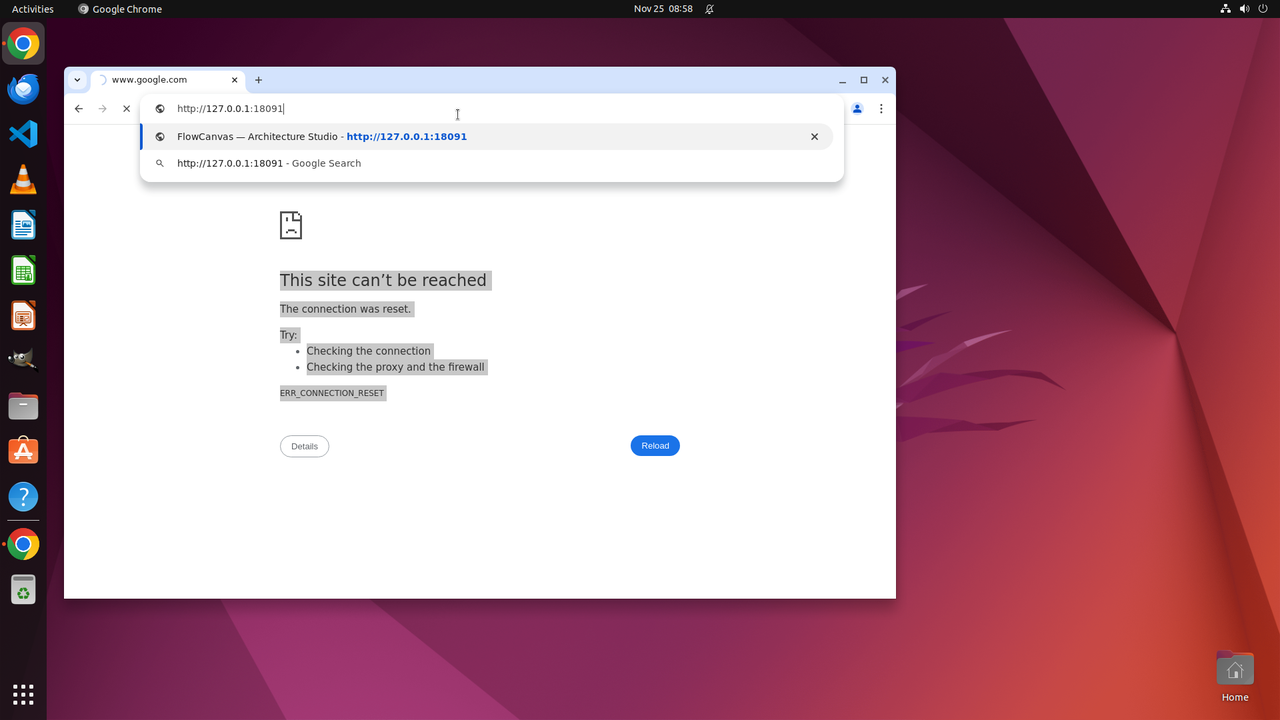 Activities
Google Chrome
Nov 25 08:58
www.google.com
http://127.0.0.1:18091
FlowCanvas — Architecture Studio - http://127.0.0.1:18091
http://127.0.0.1:18091 - Google Search
This site can’t be reached
The connection was reset.
Try:
• Checking the connection
• Checking the proxy and the firewall
ERR_CONNECTION_RESET
Details
Reload
Home